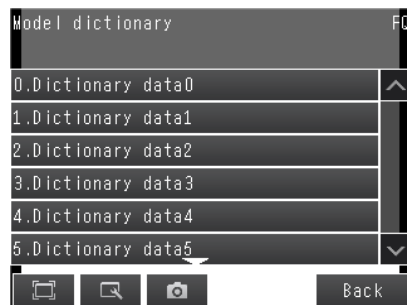 Model dictionary FQ
0.Dictionary data0
1.Dictionary data1
2.Dictionary data2
3.Dictionary data3
4.Dictionary data4
5.Dictionary data5
Back